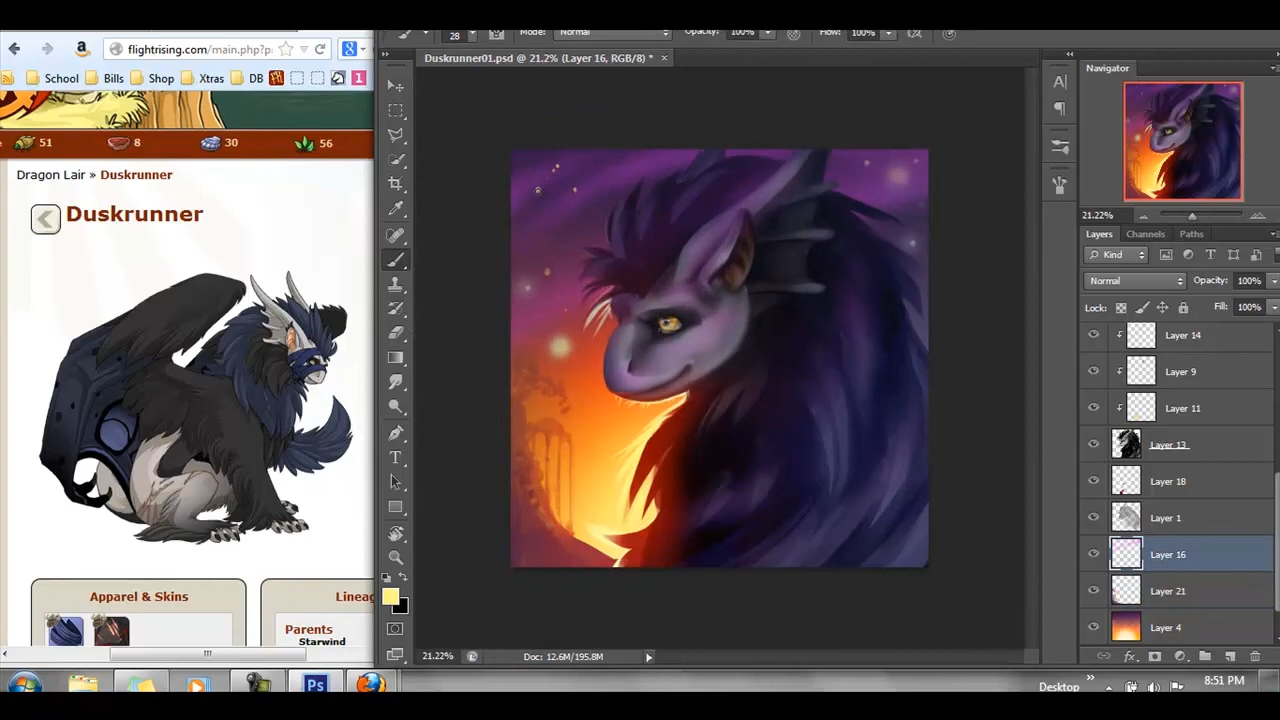 28 Mode: Normal Opacity: 100% Flow: 100%
flightrising.com/main.php?p:
School Bills Shop Xtras DB
51 8 30 56
Dragon Lair » Duskrunner
Duskrunner
Apparel & Skins
Lineag
Parents
Starwind
Duskrunner01.psd @ 21.2% (Layer 16, RGB/8) * ×
21.22% Doc: 12.6M/195.8M
Navigator
21.22%
Layers Channels Paths
Kind
Normal Opacity: 100%
Lock: Fill: 100%
Layer 14
Layer 9
Layer 11
Layer 13
Layer 18
Layer 1
Layer 16
Layer 21
Layer 4
Ps
Desktop » 8:51 PM